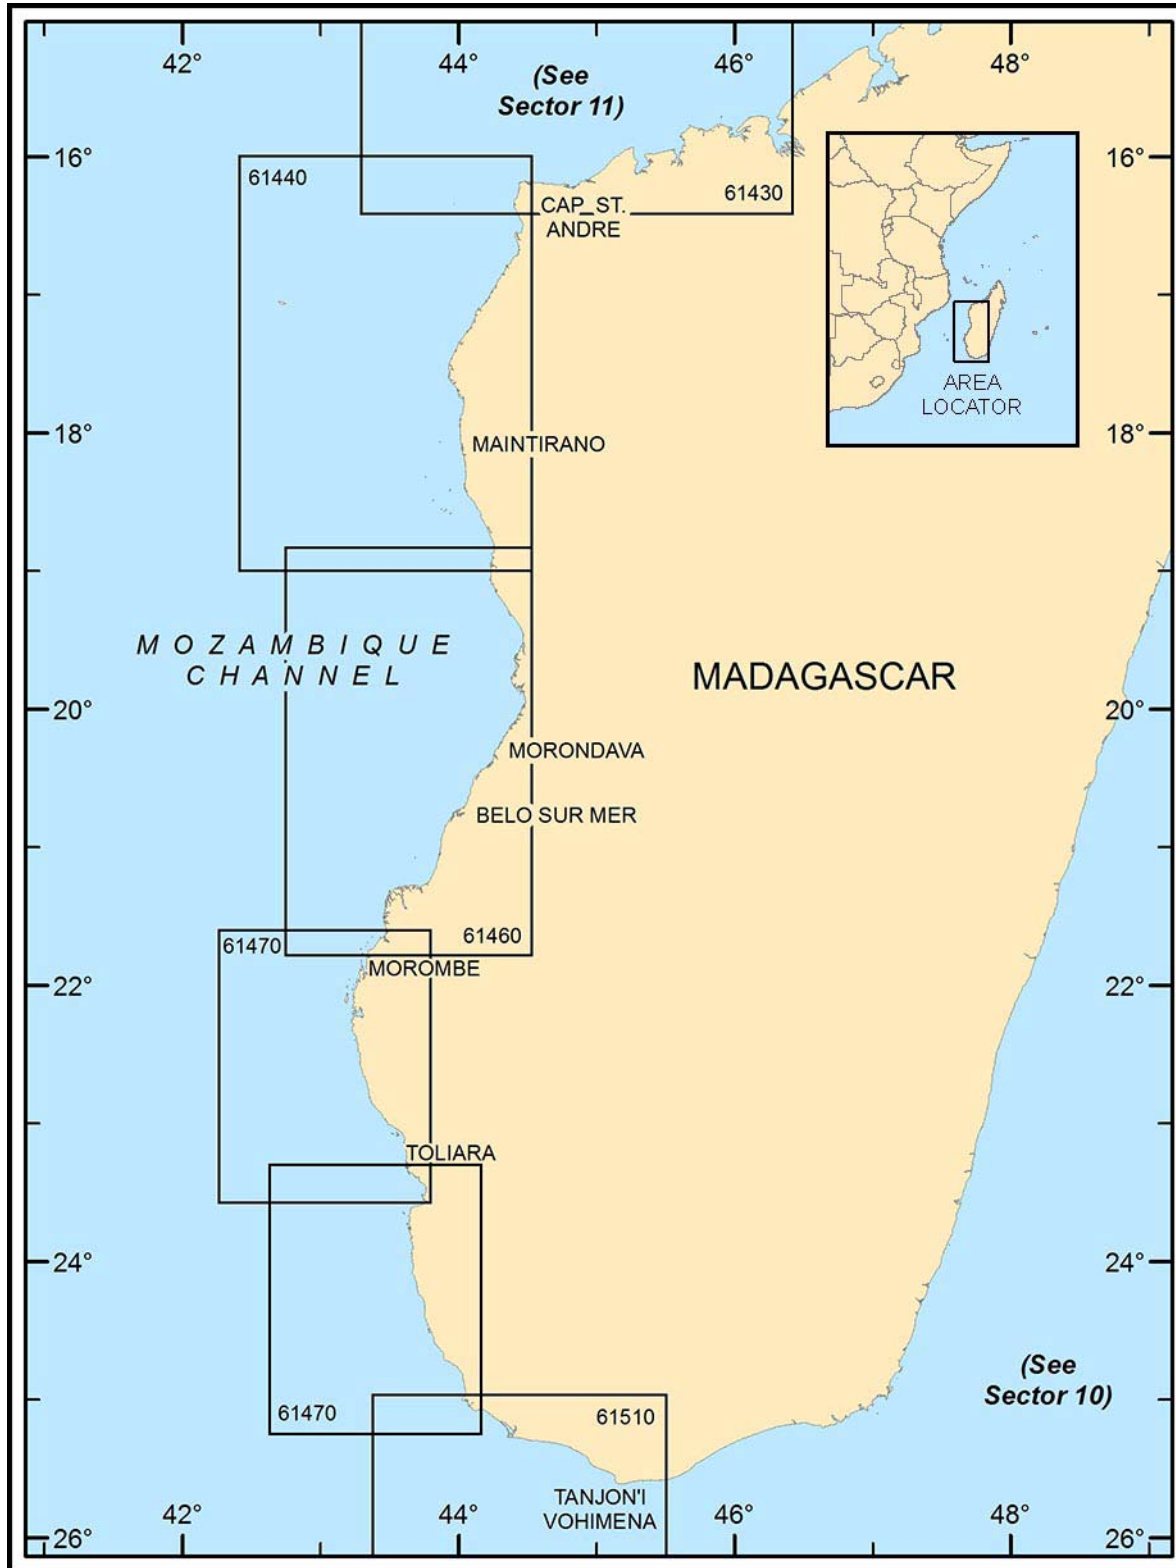 42°
44°
46°
48°
(See
Sector 11)
16°
16°
61440
61430
CAP_ST.
ANDRE
AREA
LOCATOR
18°
18°
MAINTIRANO
MOZAMBIQUE
CHANNEL
MADAGASCAR
20°
20°
MORONDAVA
BELO SUR MER
61470
61460
MOROMBE
22°
22°
TOLIARA
24°
24°
(See
Sector 10)
61470
61510
TANJON'I
VOHIMENA
42°
44°
46°
48°
26°
26°